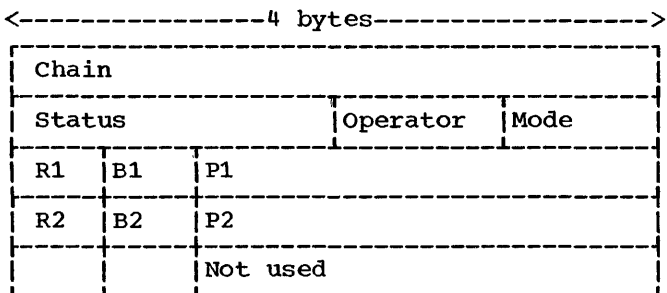 4 bytes
Chain
Status Operator Mode
R1 B1 P1
R2 B2 P2
Not used